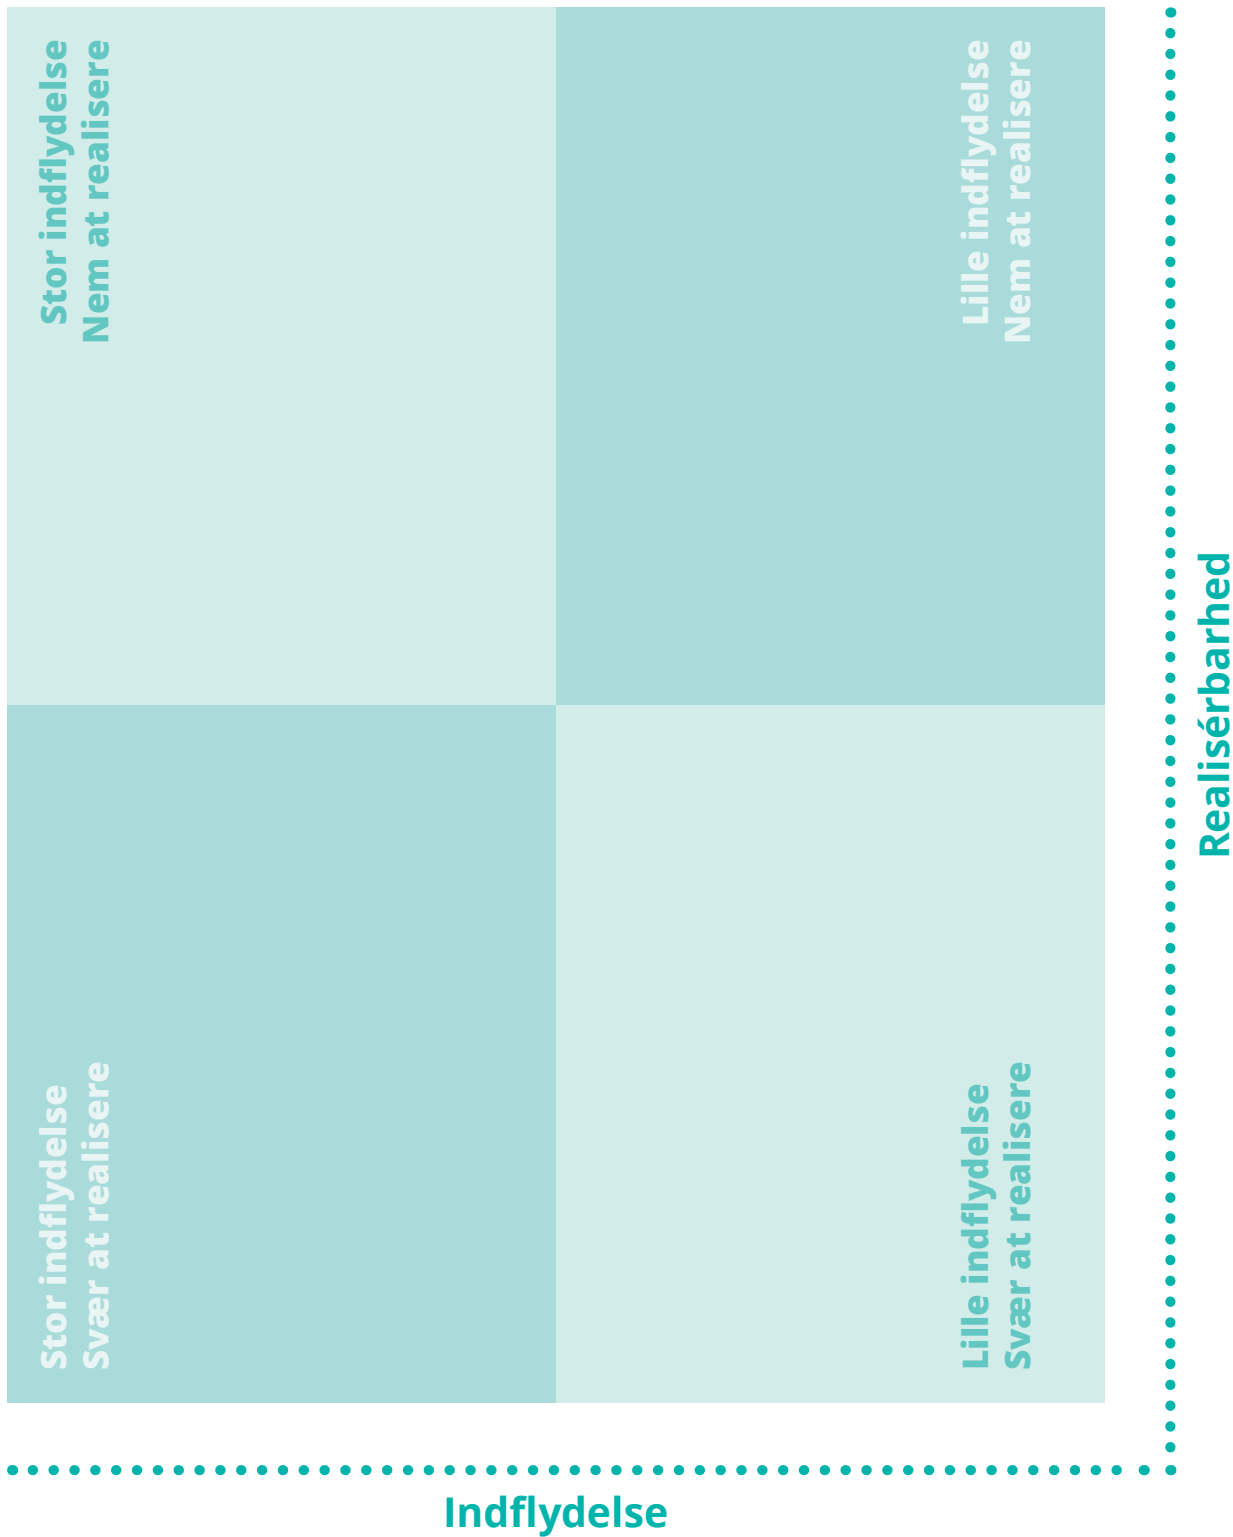 Stor indflydelse
Nem at realisere
Lille indflydelse
Nem at realisere
Stor indflydelse
Svær at realisere
Lille indflydelse
Svær at realisere
Realisérbarhed
Indflydelse